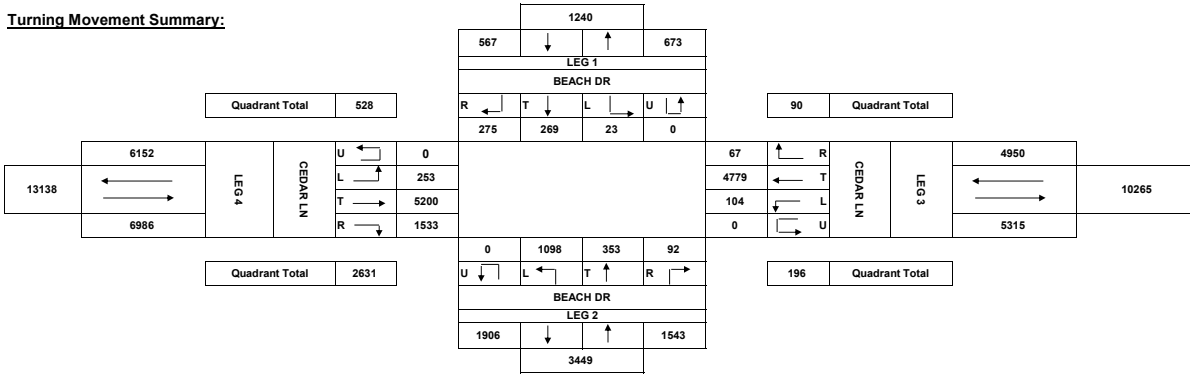 Turning Movement Summary:
1240
567 673
LEG 1
BEACH DR
Quadrant Total 528
R T L U
90 Quadrant Total
275 269 23 0
6152
U 0
67 R
4950
13138
LEG 4
CEDAR LN
L 253
4779 T
CEDAR LN
LEG 3
10265
T 5200
104 L
6986
R 1533
0 U
5315
0 1098 353 92
Quadrant Total 2631
U L T R
196 Quadrant Total
BEACH DR
LEG 2
1906 1543
3449